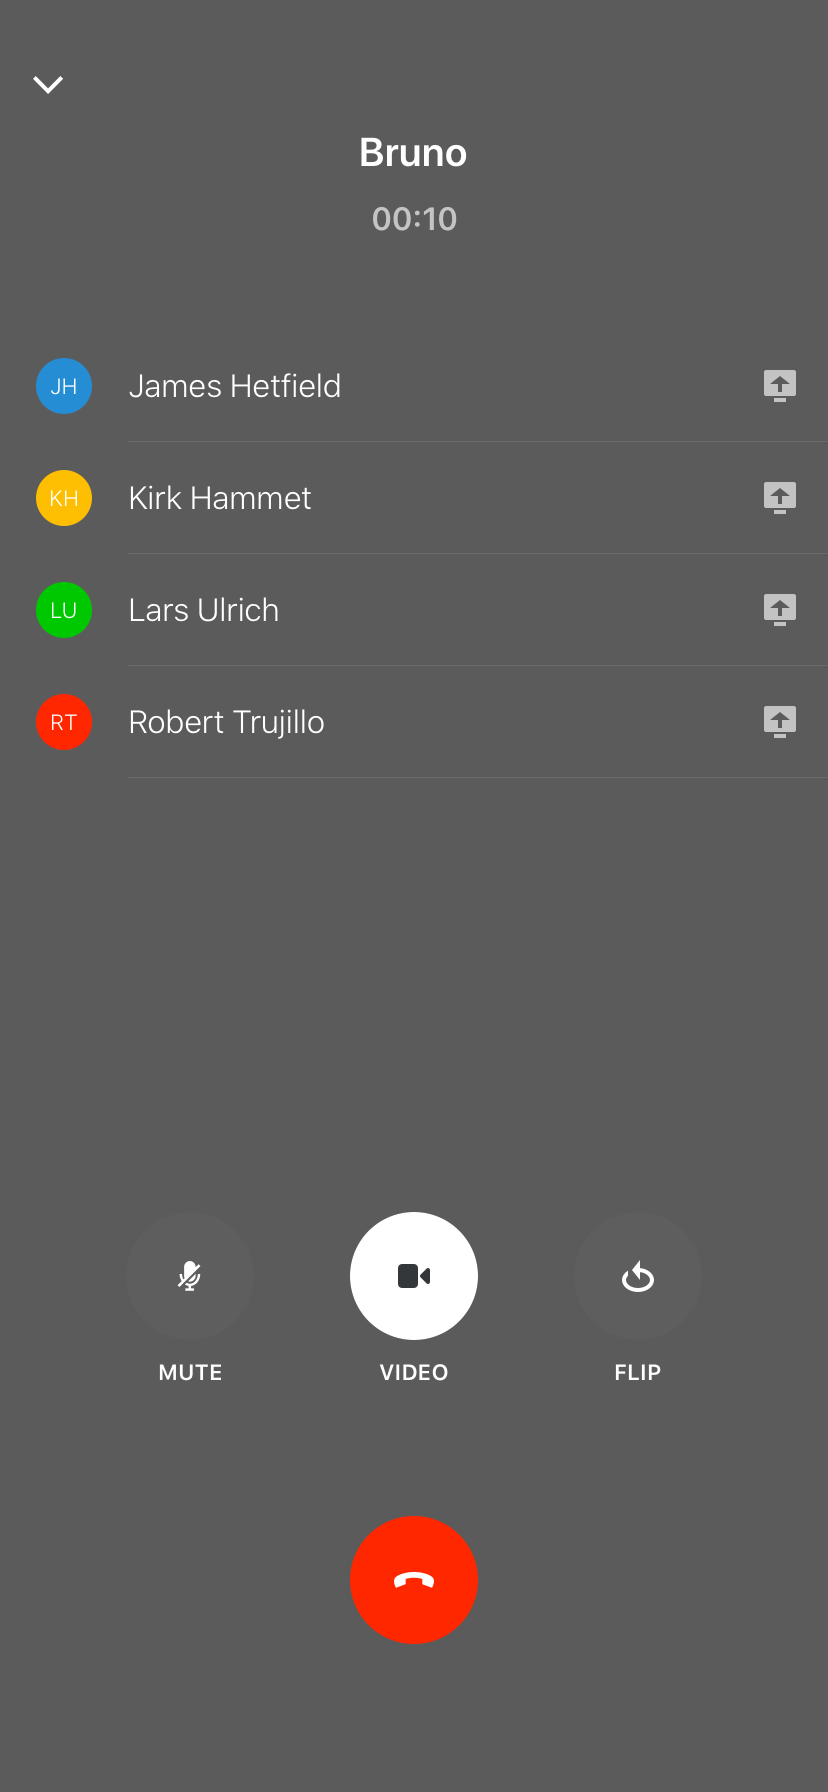 Bruno
00:10
JH James Hetfield
KH Kirk Hammet
LU Lars Ulrich
RT Robert Trujillo
MUTE VIDEO FLIP